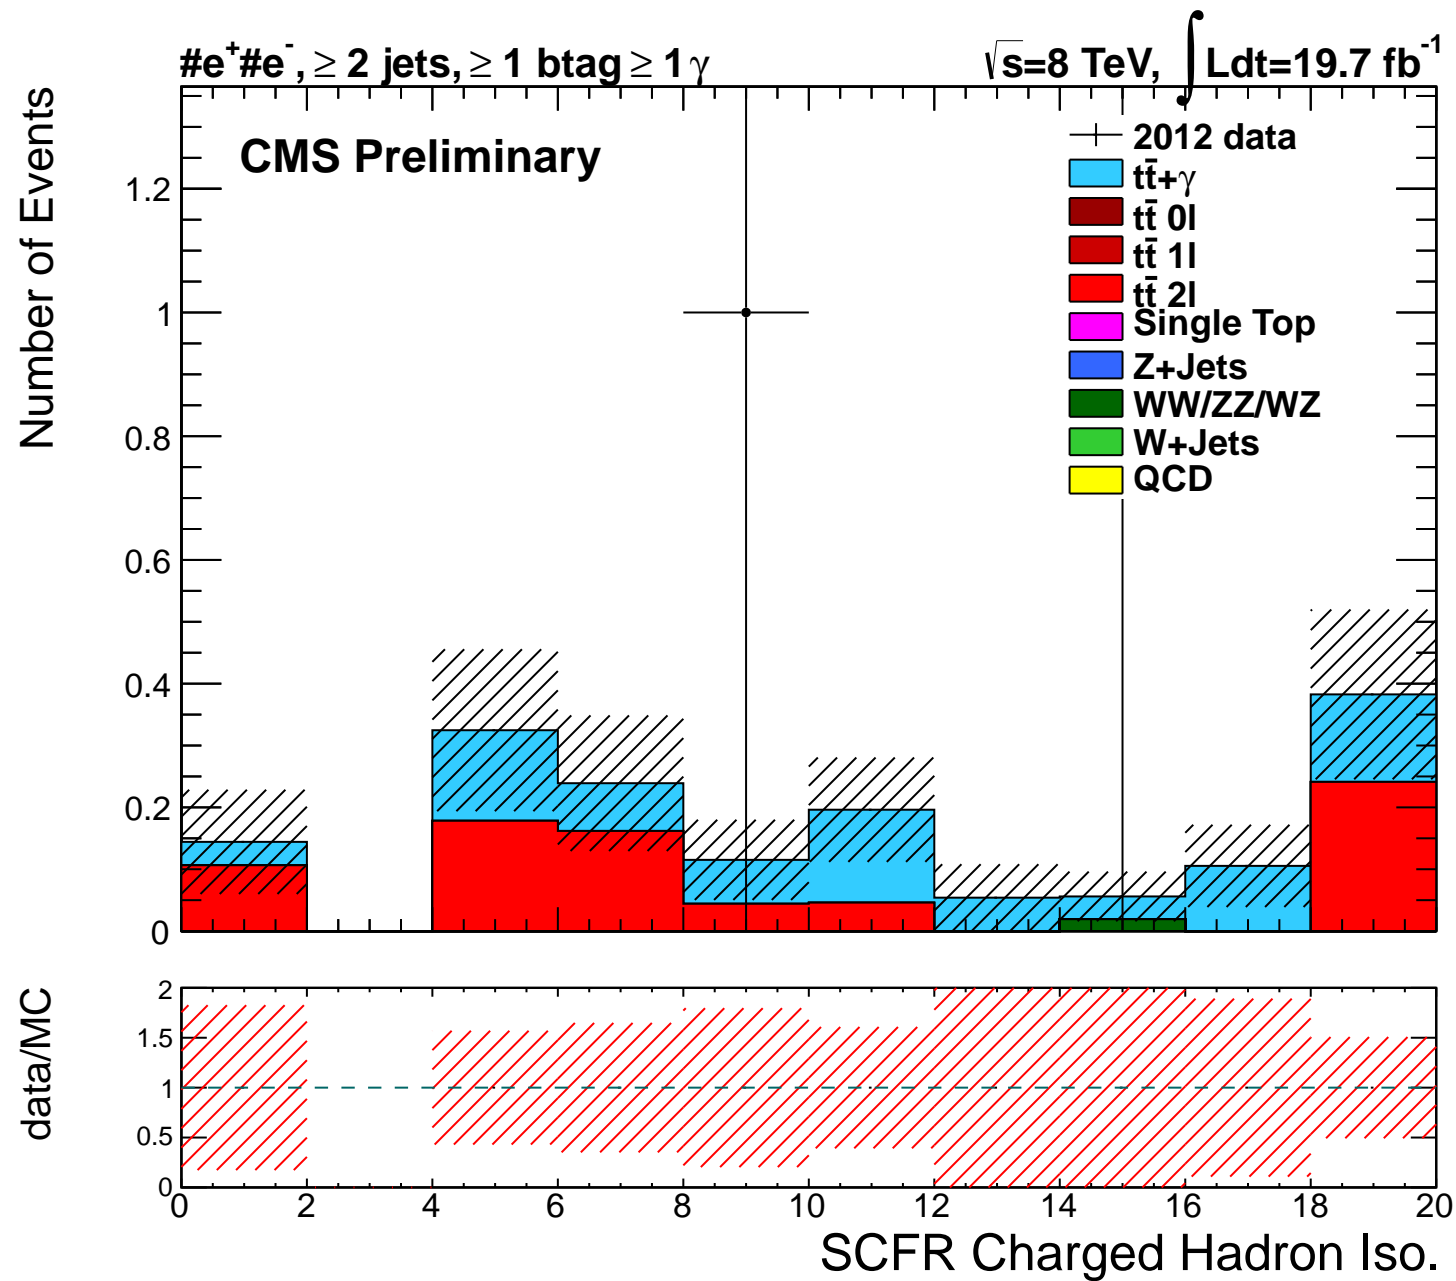 #e+#e-, ≥ 2 jets, ≥ 1 btag ≥ 1 γ
√s=8 TeV, ∫ Ldt=19.7 fb-1
CMS Preliminary
2012 data
tt̄+γ
tt̄ 0l
tt̄ 1l
tt̄ 2l
Single Top
Z+Jets
WW/ZZ/WZ
W+Jets
QCD
Number of Events
1.2
1
0.8
0.6
0.4
0.2
0
data/MC
2
1.5
1
0.5
0
0 2 4 6 8 10 12 14 16 18 20
SCFR Charged Hadron Iso.